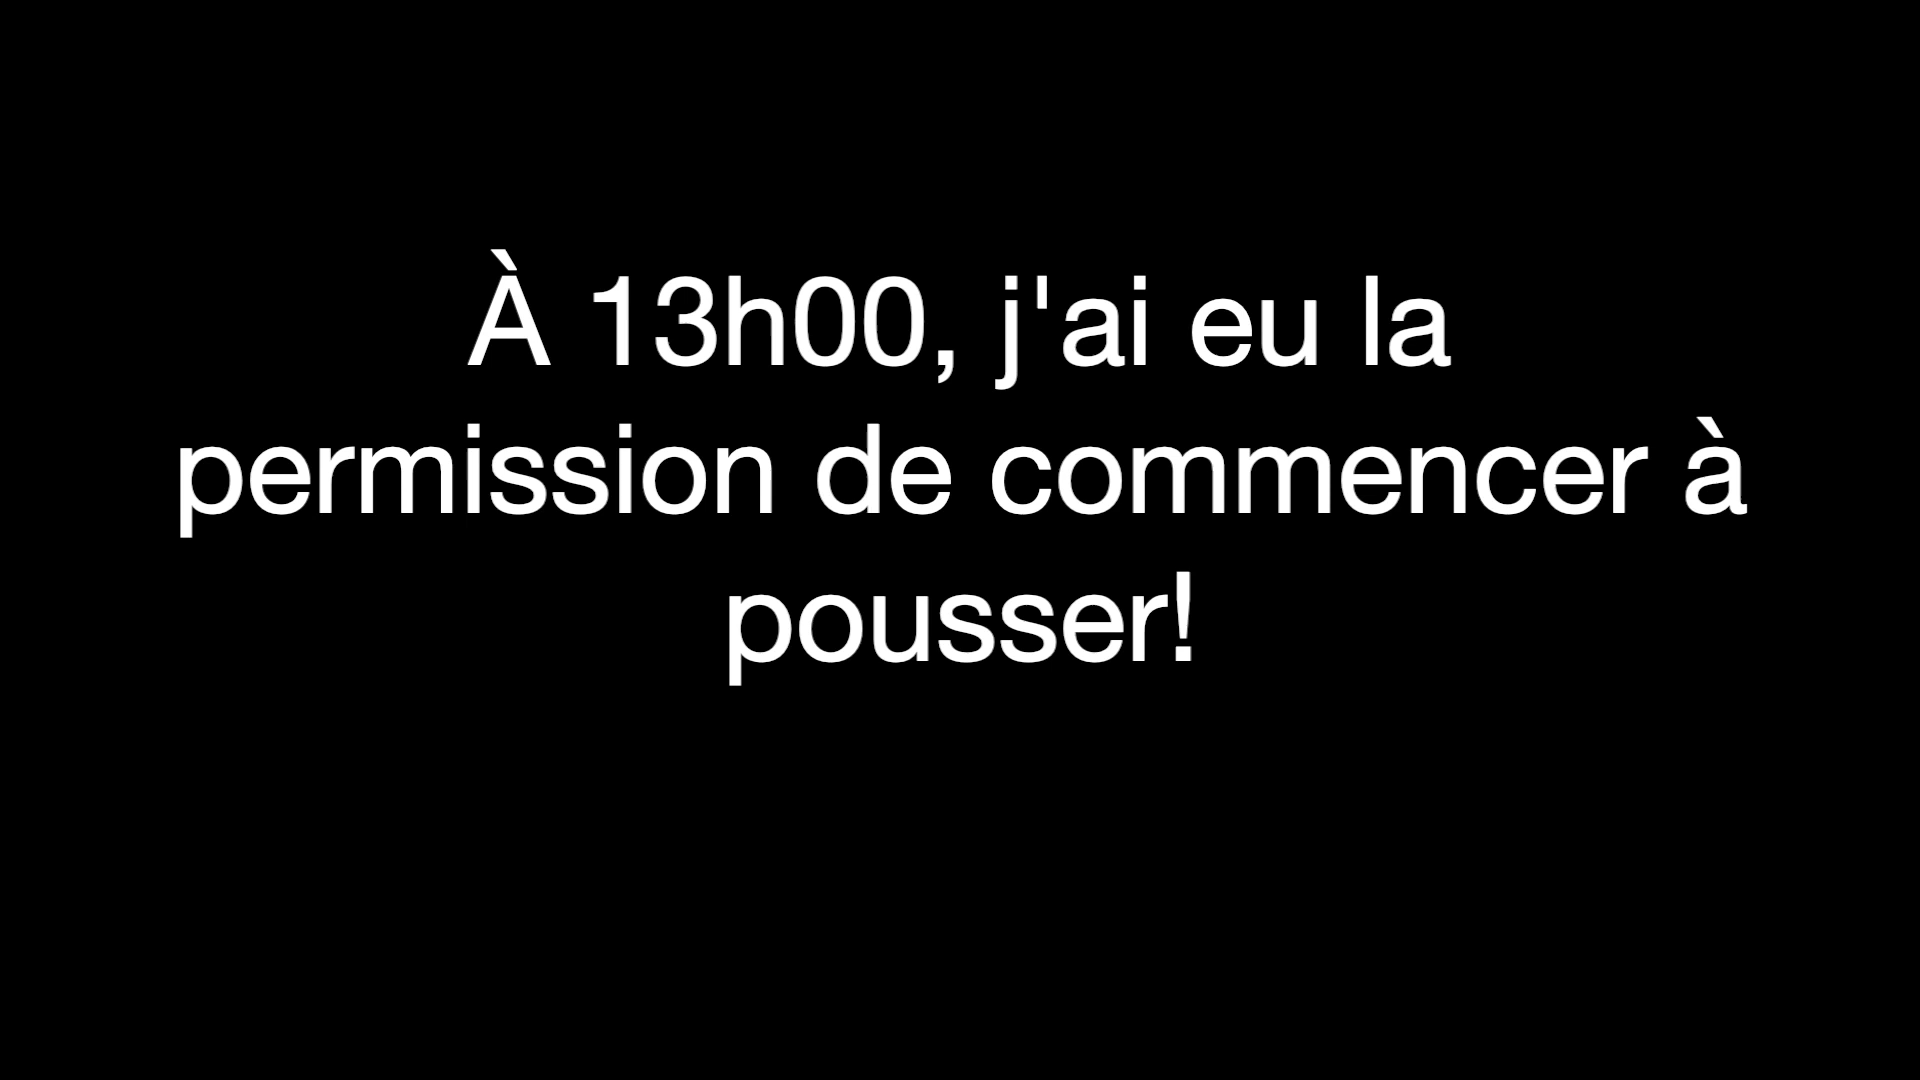 À 13h00, j'ai eu la
permission de commencer à
pousser!